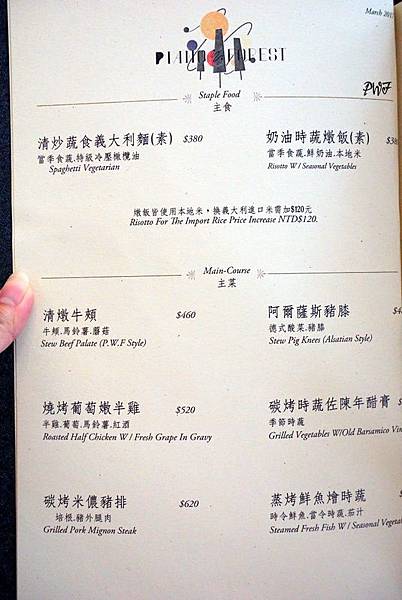 March 201
PIANO & FOREST
P.W.F
Staple Food
主食
清炒蔬食義大利麵(素) $380
當季食蔬.特級冷壓橄欖油
Spaghetti Vegetarian
奶油時蔬燉飯(素)
當季食蔬.鮮奶油.本地米
Risotto W / Seasonal Vegetables
燉飯皆使用本地米，換義大利進口米需加$120元
Risotto For The Import Rice Price Increase NTD$120.
Main-Course
主菜
清燉牛頰 $460
牛頰.馬鈴薯.蘑菇
Stew Beef Palate (P.W.F Style)
阿爾薩斯豬膝
德式酸菜.豬膝
Stew Pig Knees (Alsatian Style)
燒烤葡萄嫩半雞 $520
半雞.葡萄.馬鈴薯.紅酒
Roasted Half Chicken W / Fresh Grape In Gravy
碳烤時蔬佐陳年醋膏
季節時蔬
Grilled Vegetables W/Old Barsamico Vin
碳烤米儂豬排 $620
培根.豬外腿肉
Grilled Pork Mignon Steak
蒸烤鮮魚燴時蔬
時令鮮魚.當令時蔬.茄汁
Steamed Fresh Fish W / Seasonal Vegeta